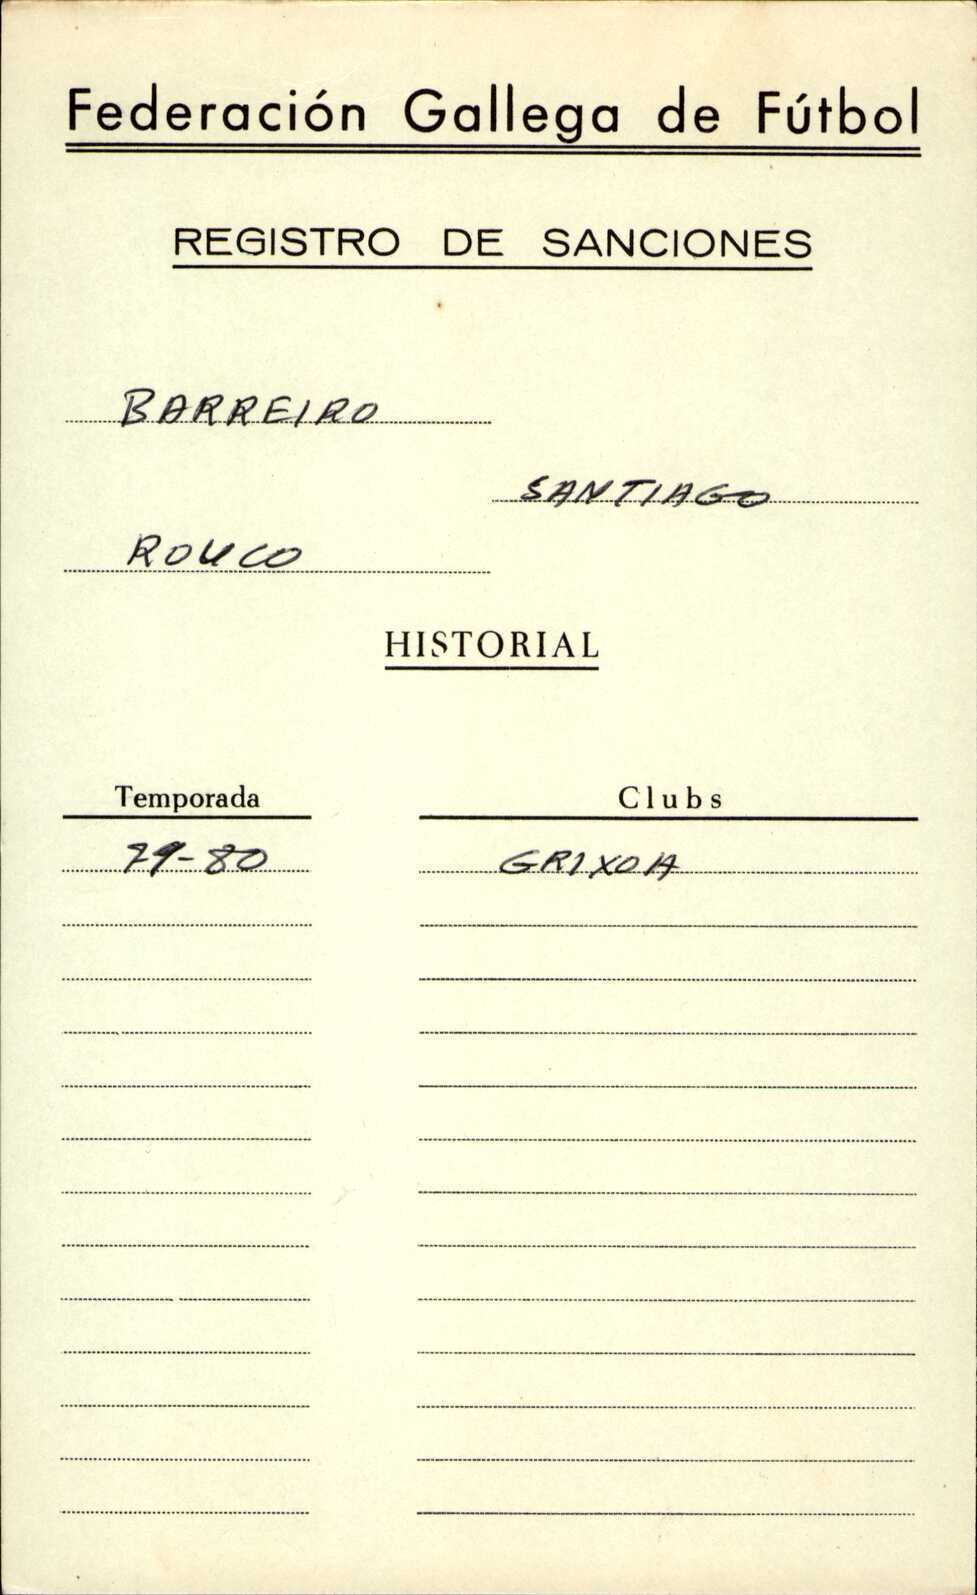 Federación Gallega de Fútbol
REGISTRO DE SANCIONES
BARREIRO
SANTIAGO
ROUCO
HISTORIAL
Temporada Clubs
79-80 GRIXOA